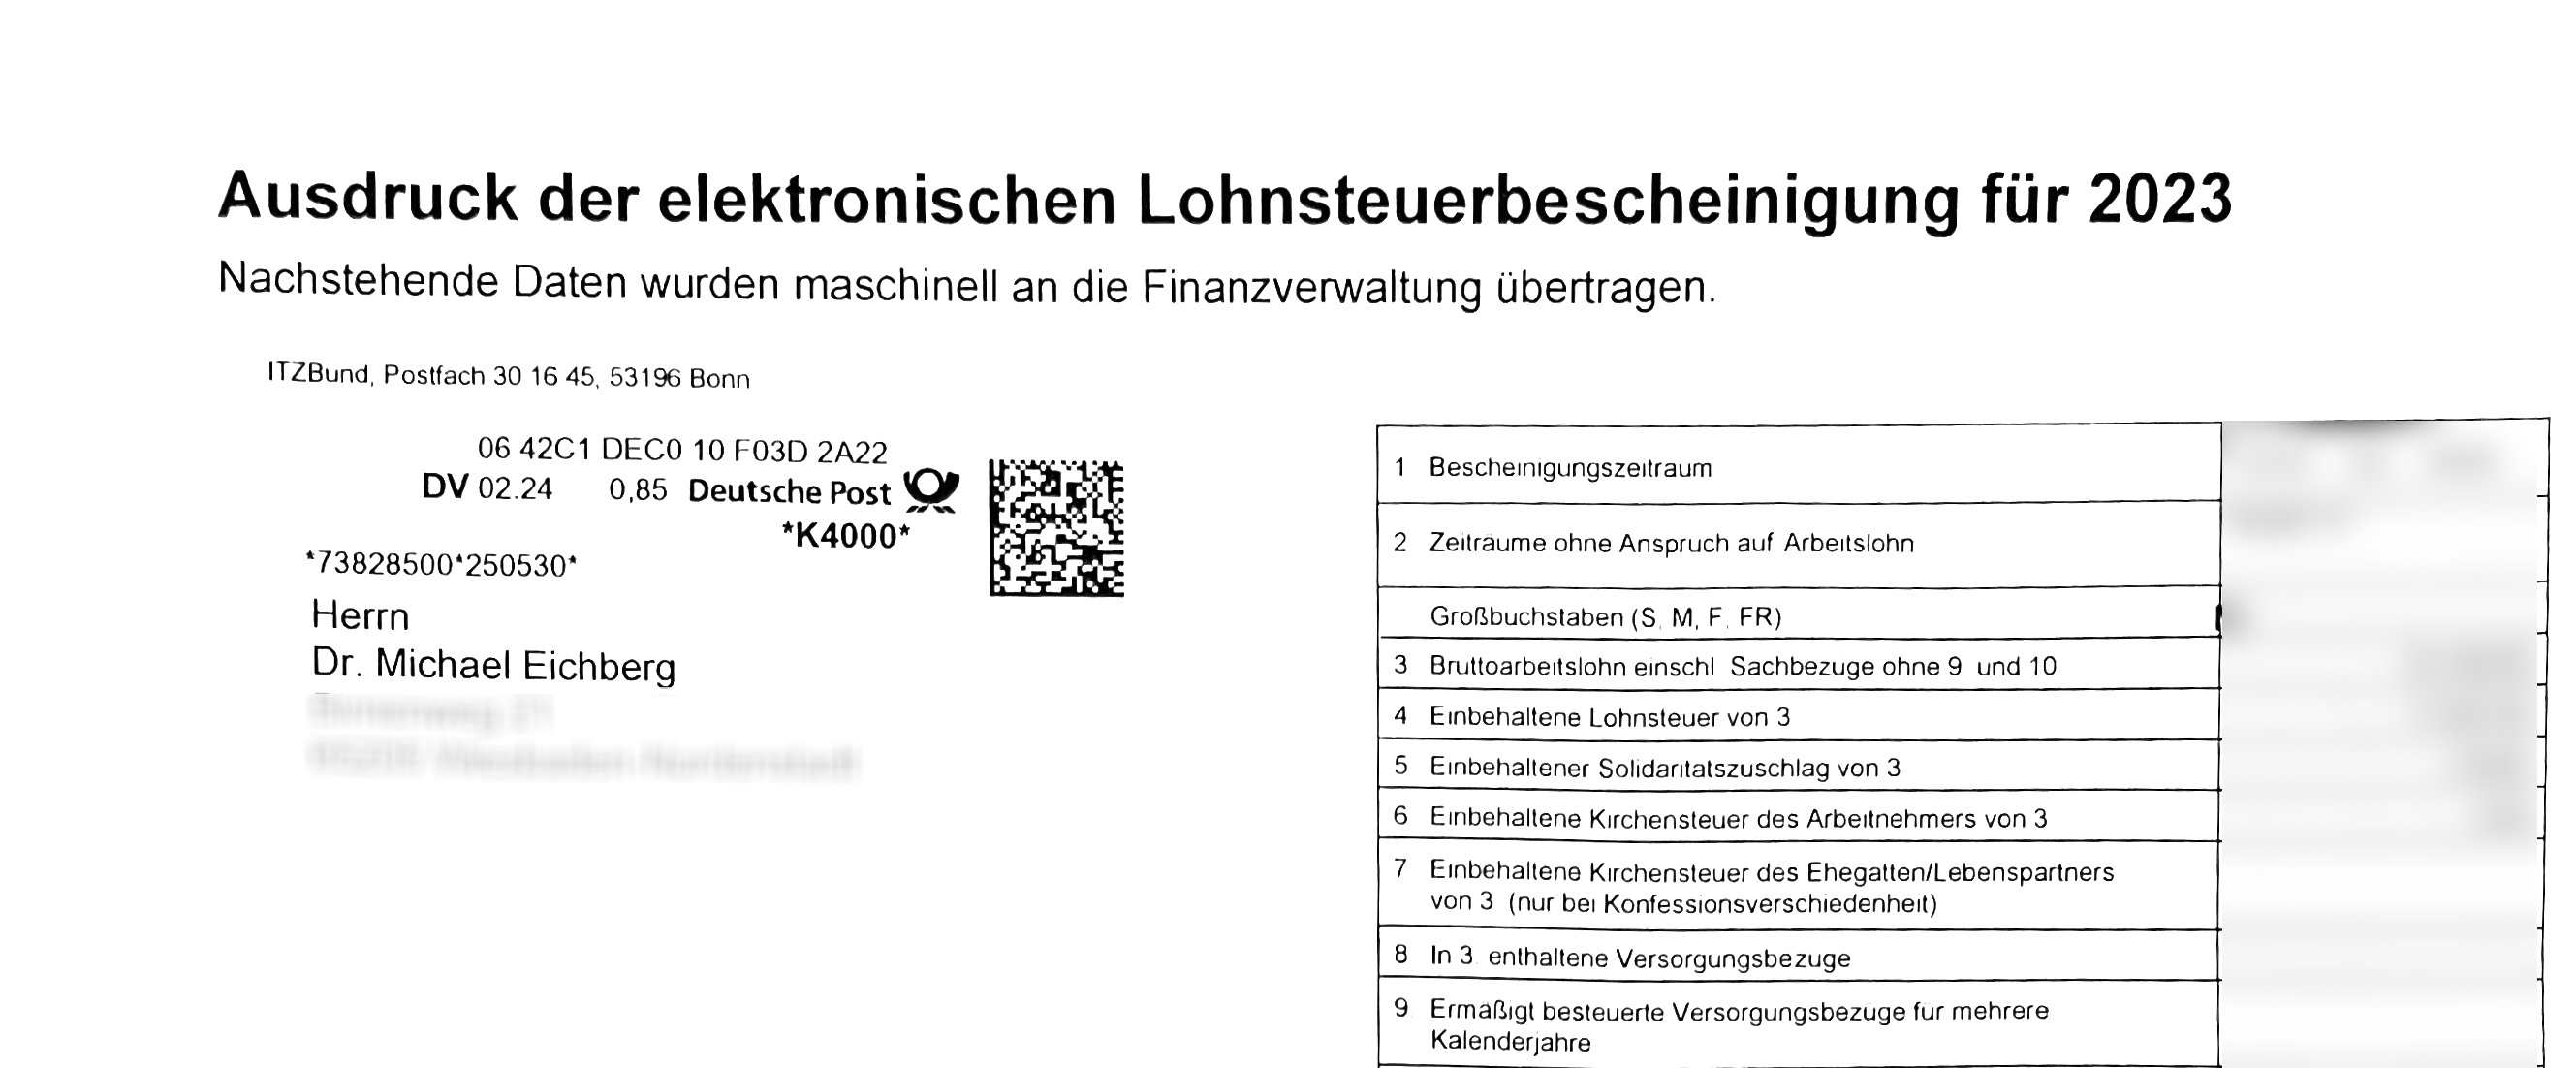 Ausdruck der elektronischen Lohnsteuerbescheinigung für 2023
Nachstehende Daten wurden maschinell an die Finanzverwaltung übertragen.
ITZBund, Postfach 30 16 45, 53196 Bonn
06 42C1 DEC0 10 F03D 2A22
DV 02.24 0,85 Deutsche Post
*K4000*
*73828500*250530*
Herrn
Dr. Michael Eichberg
1 Bescheinigungszeitraum
2 Zeiträume ohne Anspruch auf Arbeitslohn
Großbuchstaben (S, M, F, FR)
3 Bruttoarbeitslohn einschl Sachbezuge ohne 9 und 10
4 Einbehaltene Lohnsteuer von 3
5 Einbehaltener Solidaritatszuschlag von 3
6 Einbehaltene Kirchensteuer des Arbeitnehmers von 3
7 Einbehaltene Kirchensteuer des Ehegatten/Lebenspartners
von 3 (nur bei Konfessionsverschiedenheit)
8 In 3 enthaltene Versorgungsbezuge
9 Ermäßigt besteuerte Versorgungsbezuge fur mehrere
Kalenderjahre